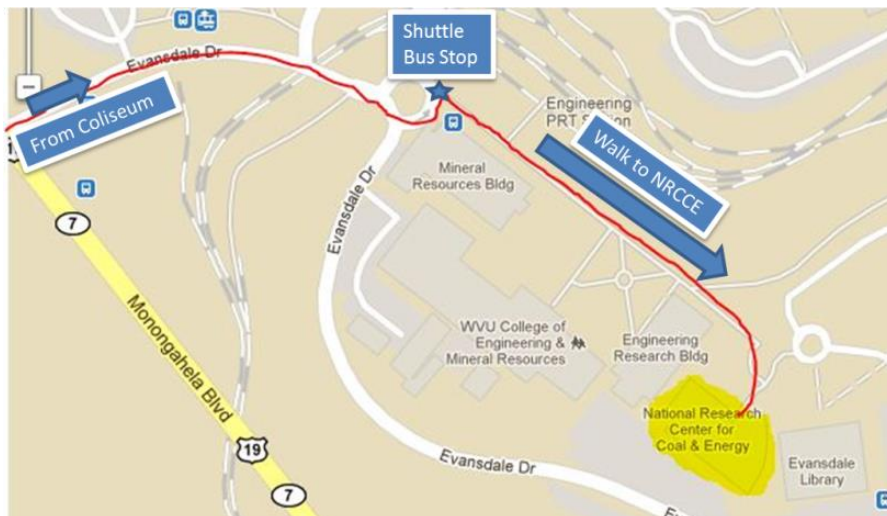 Shuttle
Bus Stop
Evansdale Dr
From Coliseum
Engineering
PRT Station
Walk to NRCCE
Mineral
Resources Bldg
7
Evansdale Dr
Monongahela Blvd
WVU College of
Engineering &
Mineral Resources
Engineering
Research Bldg
National Research
Center for
Coal & Energy
19
Evansdale Dr
Evansdale
Library
7